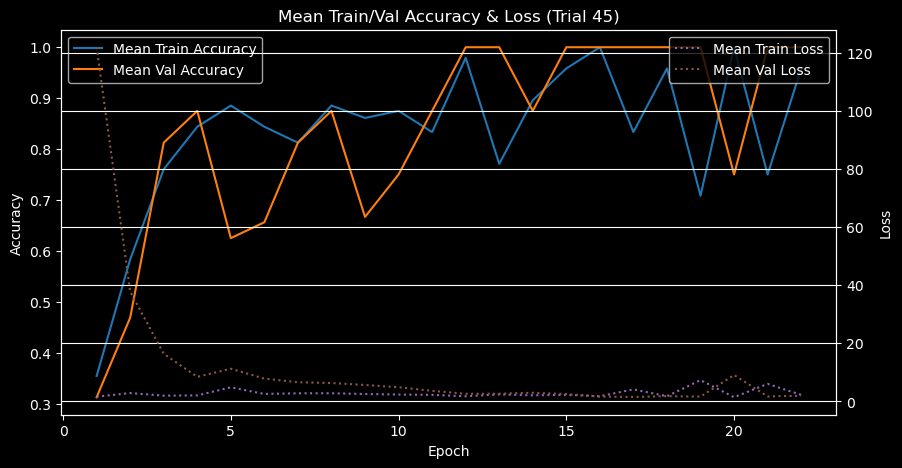 Mean Train/Val Accuracy & Loss (Trial 45)
Mean Train Accuracy
Mean Val Accuracy
Mean Train Loss
Mean Val Loss
1.0
0.9
0.8
0.7
0.6
0.5
0.4
0.3
Accuracy
120
100
80
60
40
20
0
Loss
0 5 10 15 20
Epoch